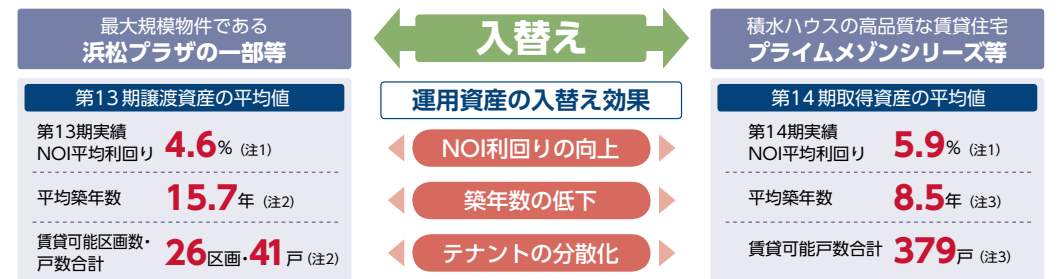 最大規模物件である
浜松プラザの一部等
第13期譲渡資産の平均値
第13期実績
NOI平均利回り 4.6% (注1)
平均築年数 15.7年 (注2)
賃貸可能区画数・
戸数合計 26区画・41戸 (注2)
入替え
運用資産の入替え効果
NOI利回りの向上
築年数の低下
テナントの分散化
積水ハウスの高品質な賃貸住宅
プライムメゾンシリーズ等
第14期取得資産の平均値
第14期実績
NOI平均利回り 5.9% (注1)
平均築年数 8.5年 (注3)
賃貸可能戸数合計 379戸 (注3)